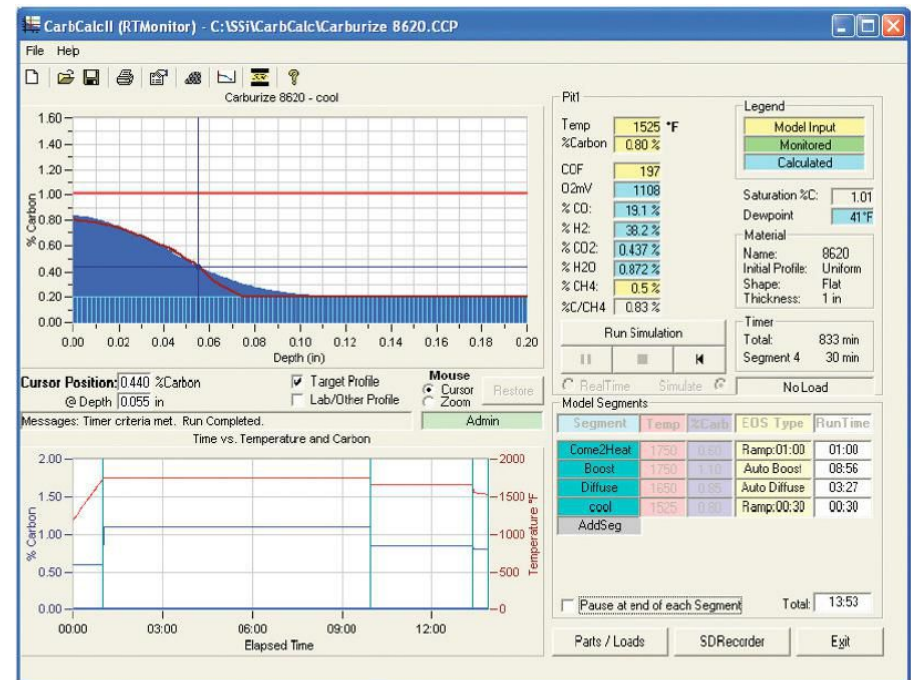 CarbCalcII (RTMonitor) - C:\SSi\CarbCalc\Carburize 8620.CCP
File Help
Carburize 8620 - cool
1.60
1.40
1.20
1.00
0.80
0.60
0.40
0.20
0.00
% Carbon
0.00 0.02 0.04 0.06 0.08 0.10 0.12 0.14 0.16 0.18 0.20
Depth (in)
Cursor Position: 0.440 %Carbon
@ Depth 0.055 in
Target Profile
Lab/Other Profile
Mouse
Cursor
Zoom
Restore
Messages: Timer criteria met. Run Completed.
Admin
Time vs. Temperature and Carbon
2.00
1.50
1.00
0.50
0.00
% Carbon
2000
1500
1000
500
0
Temperature °F
00:00 03:00 06:00 09:00 12:00
Elapsed Time
Pit1
Temp 1525 °F
%Carbon 0.80 %
COF 197
O2mV 1108
% CO: 19.1 %
% H2: 38.2 %
% CO2: 0.437 %
% H2O 0.872 %
% CH4: 0.5 %
%C/CH4 0.83 %
Legend
Model Input
Monitored
Calculated
Saturation %C: 1.01
Dewpoint 41°F
Material
Name: 8620
Initial Profile: Uniform
Shape: Flat
Thickness: 1 in
Run Simulation
RealTime Simulate
Timer
Total: 833 min
Segment 4 30 min
No Load
Model Segments
Segment Temp %Carb EOS Type RunTime
Come2Heat 1750 0.60 Ramp:01:00 01:00
Boost 1750 1.10 Auto Boost 08:56
Diffuse 1650 0.85 Auto Diffuse 03:27
cool 1525 0.80 Ramp:00:30 00:30
AddSeg
Pause at end of each Segment Total: 13:53
Parts / Loads SDRecorder Exit